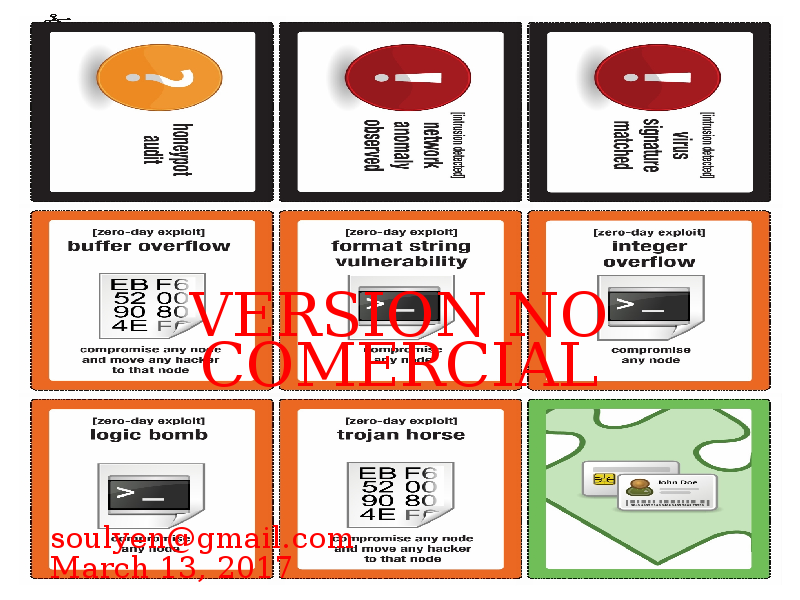 honeypot
audit
[intrusion detected]
network
anomaly
observed
[intrusion detected]
virus
signature
matched
[zero-day exploit]
buffer overflow
EB F6
52 00
90 80
4E F6
compromise any node
and move any hacker
to that node
[zero-day exploit]
format string
vulnerability
>_
compromise
any node
[zero-day exploit]
integer
overflow
>_
compromise
any node
VERSION NO
COMERCIAL
[zero-day exploit]
logic bomb
>_
compromise
any node
[zero-day exploit]
trojan horse
EB F6
52 00
90 80
4E F6
compromise any node
and move any hacker
to that node
John Doe
soulyeni@gmail.com
March 13, 2017